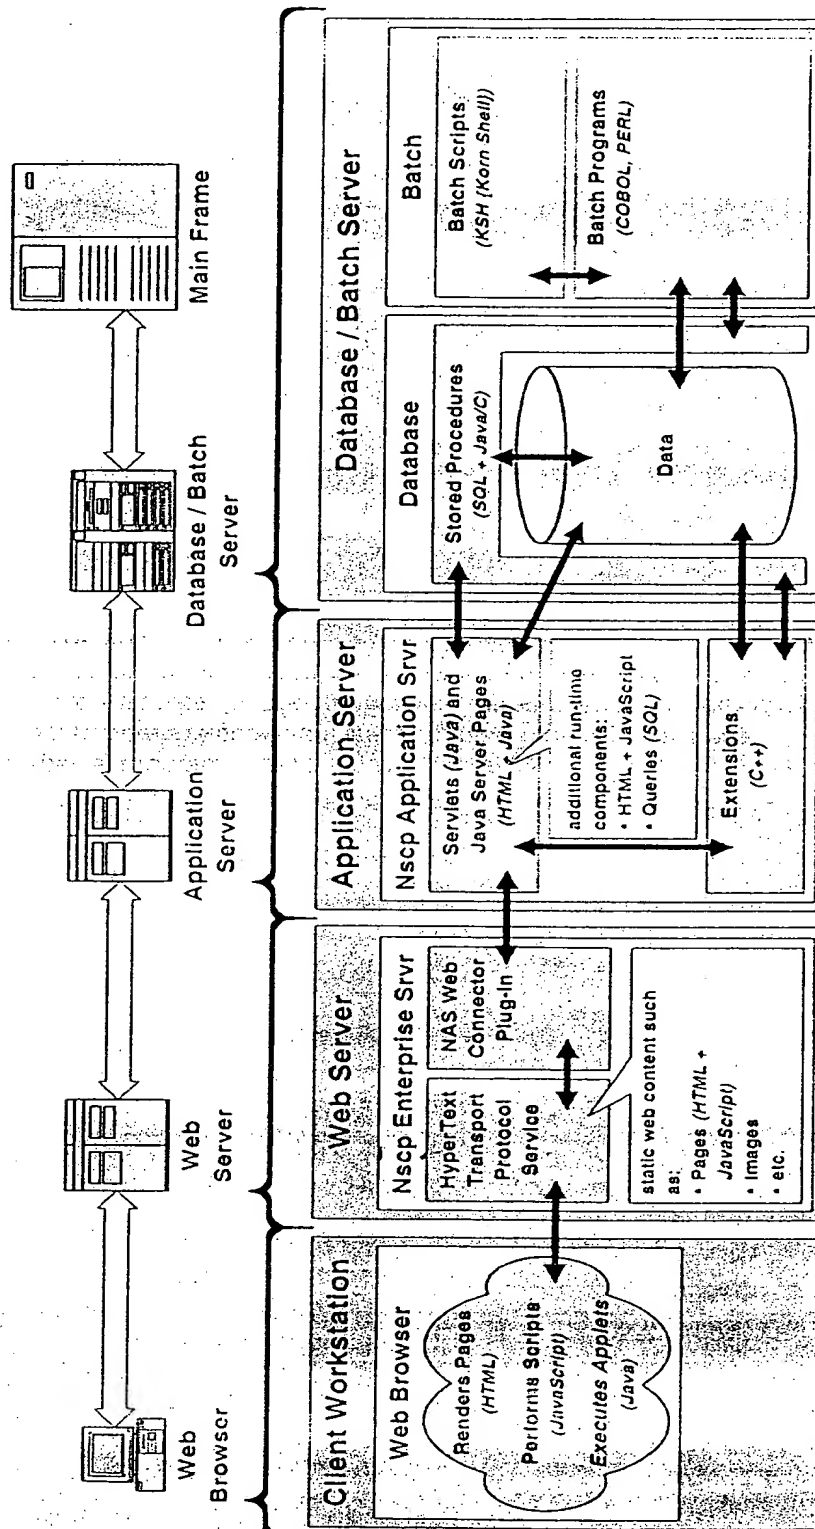 Web
Browser
Web
Server
Application
Server
Database / Batch
Server
Main Frame
Client Workstation
Web Browser
Renders Pages
(HTML)
Performs Scripts
(JavaScript)
Executes Applets
(Java)
Web Server
Nscp Enterprise Srvr
HyperText
Transport
Protocol
Service
NAS Web
Connector
Plug-In
static web content such
as:
• Pages (HTML +
JavaScript)
• Images
• etc.
Application Server
Nscp Application Srvr
Servlets (Java) and
Java Server Pages
(HTML + Java)
additional run-time
components:
• HTML + JavaScript
• Queries (SQL)
Extensions
(C++)
Database / Batch Server
Database
Stored Procedures
(SQL + Java/C)
Data
Batch
Batch Scripts
(KSH (Korn Shell))
Batch Programs
(COBOL, PERL)